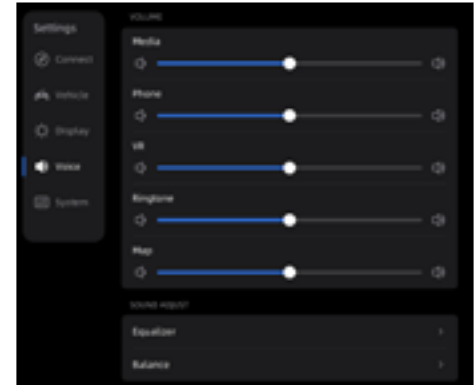 Settings
Connect
Vehicle
Display
Voice
System
VOLUME
Media
Phone
VR
Ringtone
Map
SOUND ADJUST
Equalizer
Balance